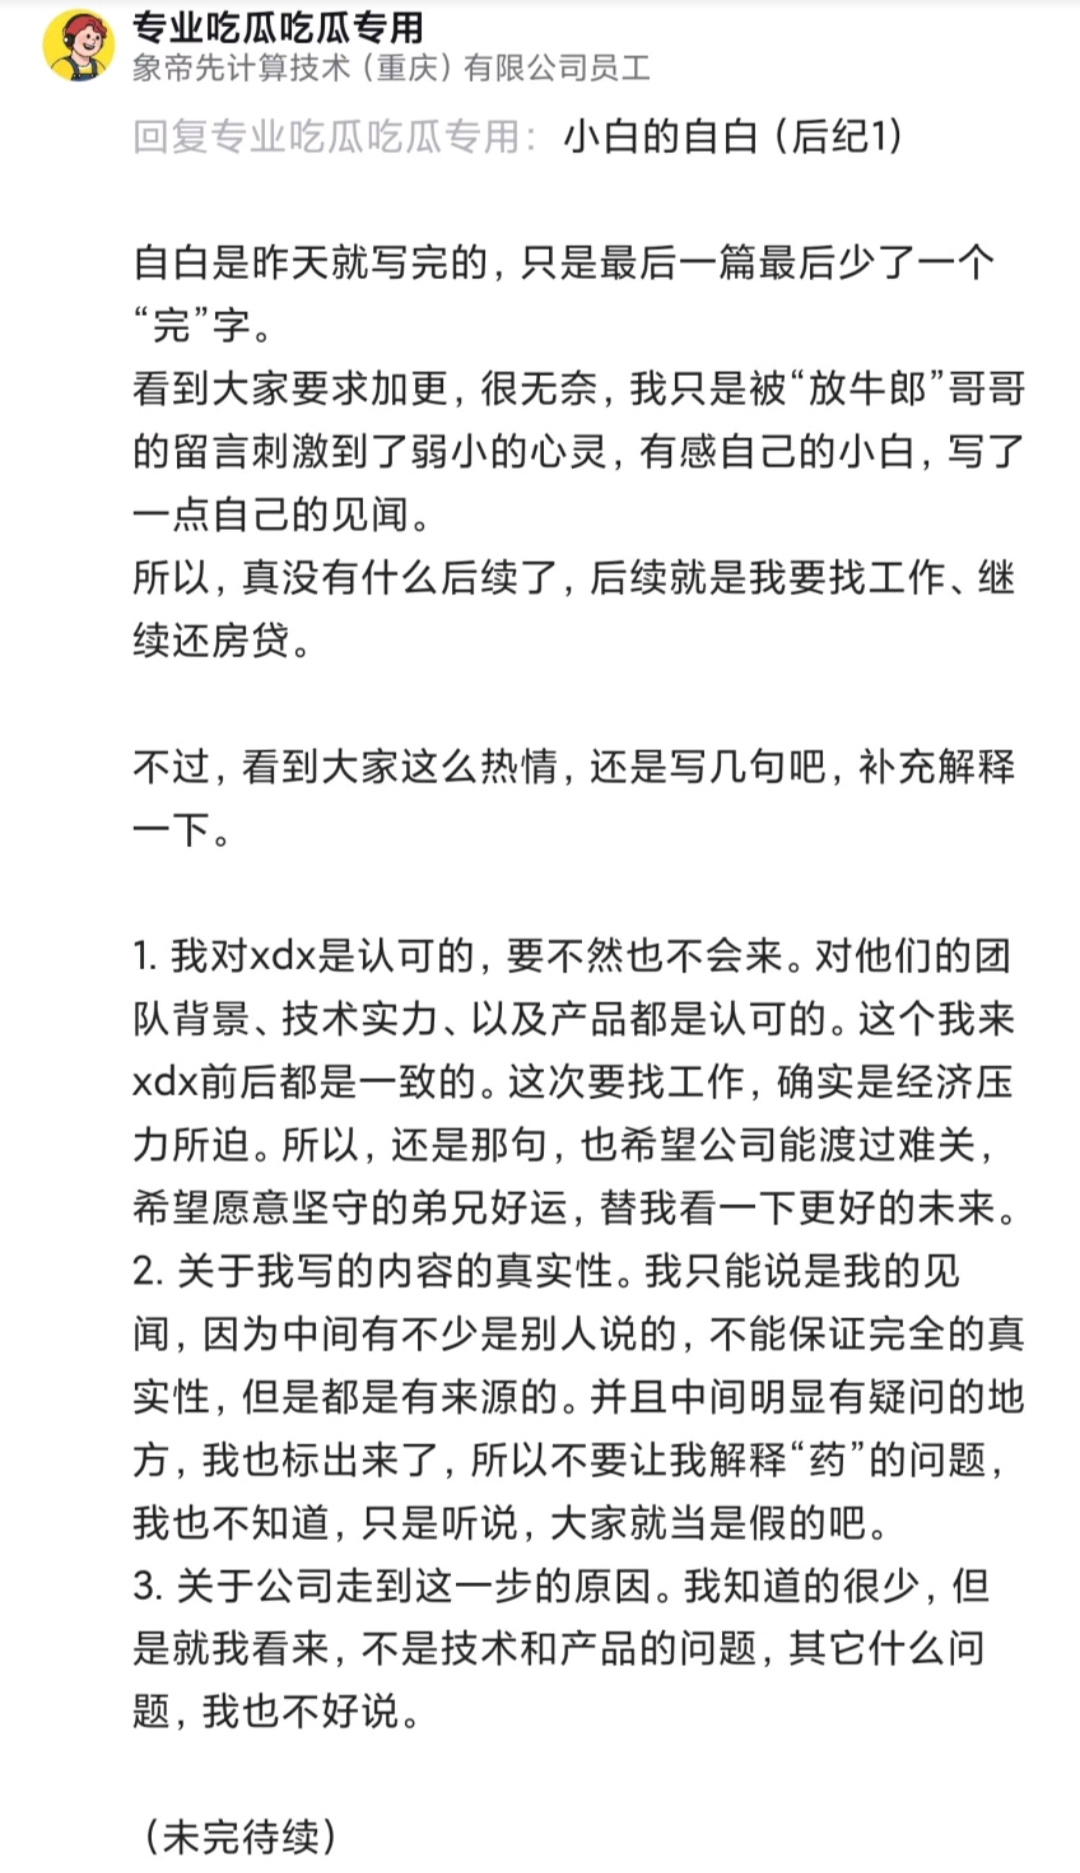 专业吃瓜吃瓜专用
象帝先计算技术（重庆）有限公司员工
回复专业吃瓜吃瓜专用：小白的自白（后纪1）
自白是昨天就写完的，只是最后一篇最后少了一个
“完”字。
看到大家要求加更，很无奈，我只是被“放牛郎”哥哥
的留言刺激到了弱小的心灵，有感自己的小白，写了
一点自己的见闻。
所以，真没有什么后续了，后续就是我要找工作、继
续还房贷。
不过，看到大家这么热情，还是写几句吧，补充解释
一下。
1. 我对xdx是认可的，要不然也不会来。对他们的团
队背景、技术实力、以及产品都是认可的。这个我来
xdx前后都是一致的。这次要找工作，确实是经济压
力所迫。所以，还是那句，也希望公司能渡过难关，
希望愿意坚守的弟兄好运，替我看一下更好的未来。
2. 关于我写的内容的真实性。我只能说是我的见
闻，因为中间有不少是别人说的，不能保证完全的真
实性，但是都是有来源的。并且中间明显有疑问的地
方，我也标出来了，所以不要让我解释“药”的问题，
我也不知道，只是听说，大家就当是假的吧。
3. 关于公司走到这一步的原因。我知道的很少，但
是就我看来，不是技术和产品的问题，其它什么问
题，我也不好说。
（未完待续）